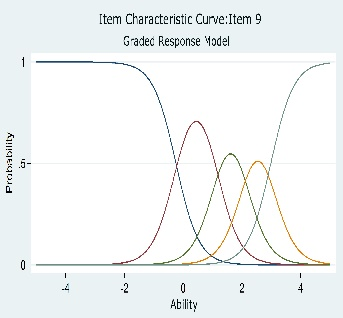 Item Characteristic Curve:Item 9
Graded Response Model
Probability
1
.5
0
-4 -2 0 2 4
Ability